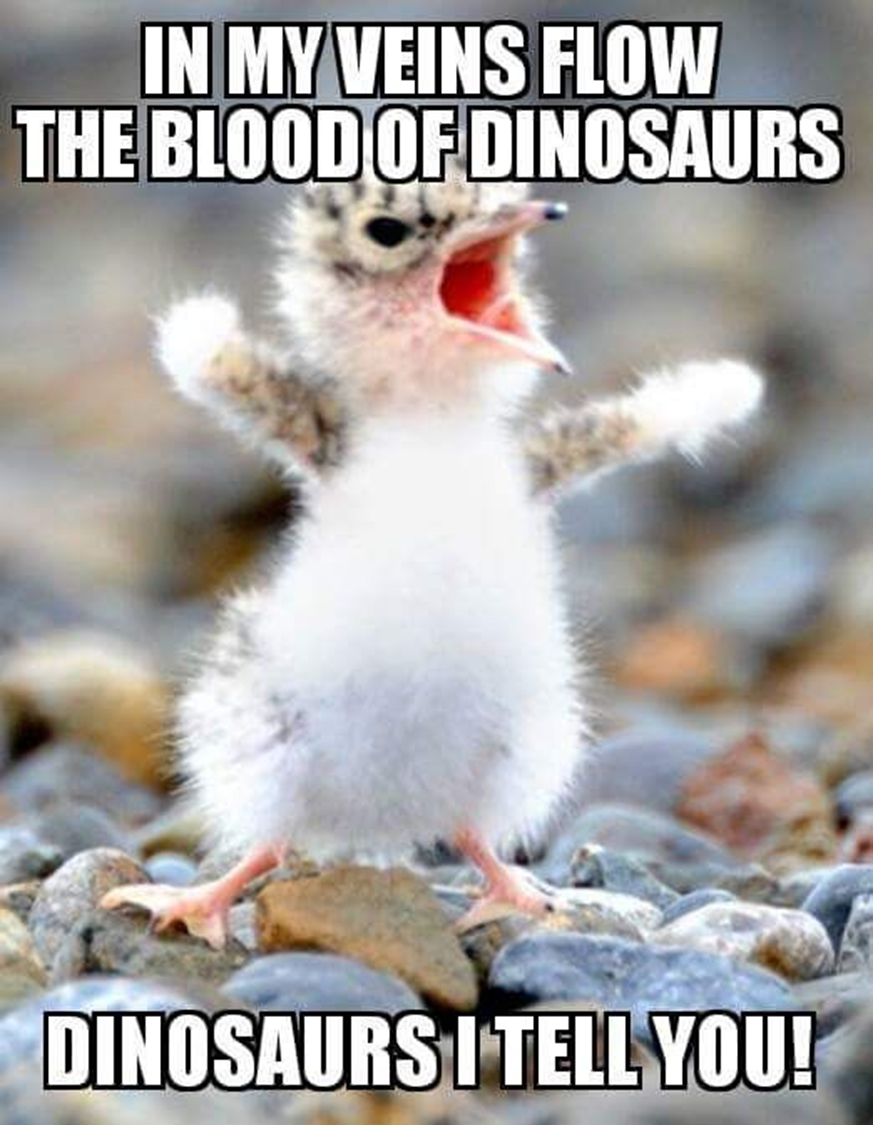 IN MY VEINS FLOW
THE BLOOD OF DINOSAURS
DINOSAURS I TELL YOU!